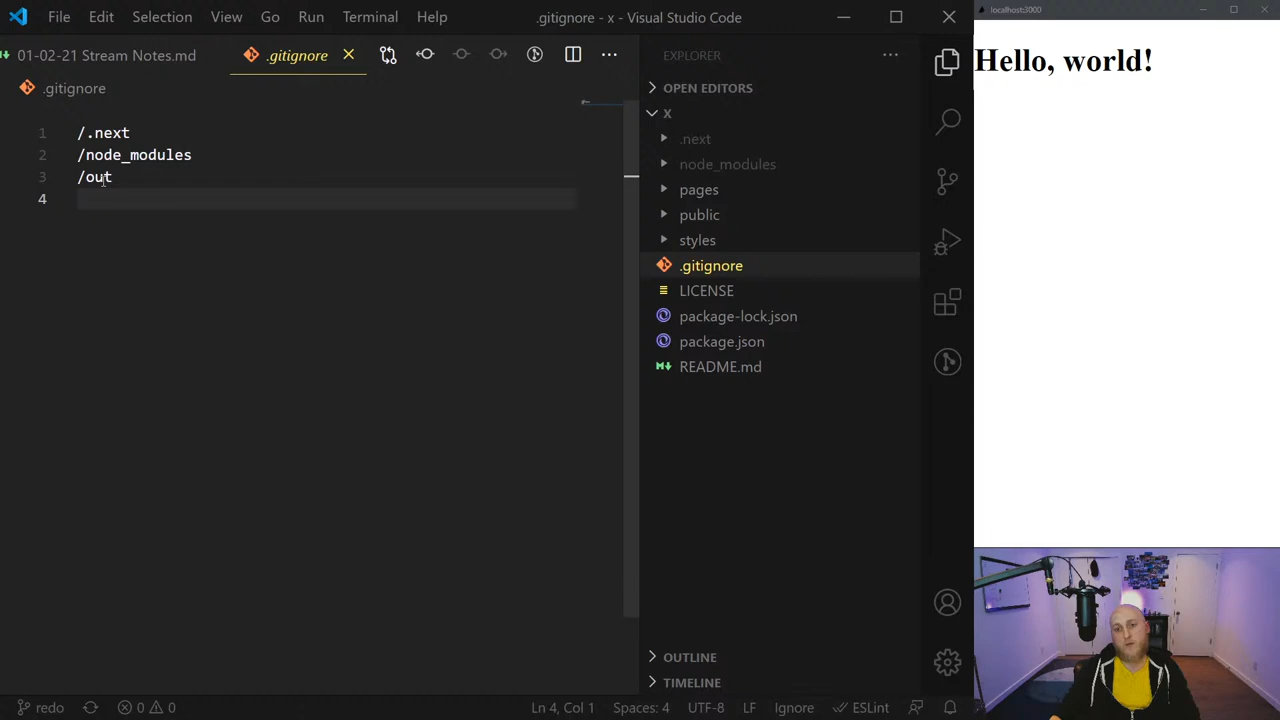 File Edit Selection View Go Run Terminal Help .gitignore - x - Visual Studio Code
01-02-21 Stream Notes.md .gitignore
.gitignore
1 /.next
2 /node_modules
3 /out
4
EXPLORER
OPEN EDITORS
X
.next
node_modules
pages
public
styles
.gitignore
LICENSE
package-lock.json
package.json
README.md
OUTLINE
TIMELINE
redo 0 0 Ln 4, Col 1 Spaces: 4 UTF-8 LF Ignore ESLint
localhost:3000
Hello, world!